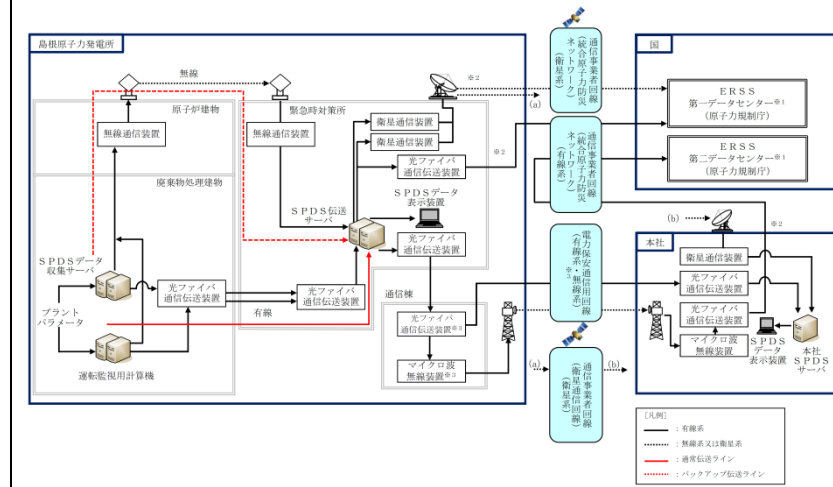 島根原子力発電所
無線
原子炉建物
無線通信装置
廃棄物処理建物
SPDSデータ
収集サーバ
プラント
パラメータ
光ファイバ
通信伝送装置
運転監視用計算機
有線
緊急時対策所
無線通信装置
※2
衛星通信装置
衛星通信装置
※2
光ファイバ
通信伝送装置
SPDS伝送
サーバ
SPDSデータ
表示装置
光ファイバ
通信伝送装置
光ファイバ
通信伝送装置
通信棟
光ファイバ
通信伝送装置※3
マイクロ波
無線装置※3
通信事業者回線
(統合原子力防災
ネットワーク)
(衛星系)
(a)
通信事業者回線
(統合原子力防災
ネットワーク)
(有線系)
電力保安通信用回線
(有線系・無線系)
※3
(a)
通信事業者回線
(衛星通信回線)
(衛星系)
(b)
国
ERSS
第一データセンター※1
(原子力規制庁)
ERSS
第二データセンター※1
(原子力規制庁)
(b)
※2
本社
衛星通信装置
光ファイバ
通信伝送装置
光ファイバ
通信伝送装置
マイクロ波
無線装置
SPDS
データ
表示装置
本社
SPDS
サーバ
[凡例]
:有線系
:無線系又は衛星系
:通常伝送ライン
:バックアップ伝送ライン